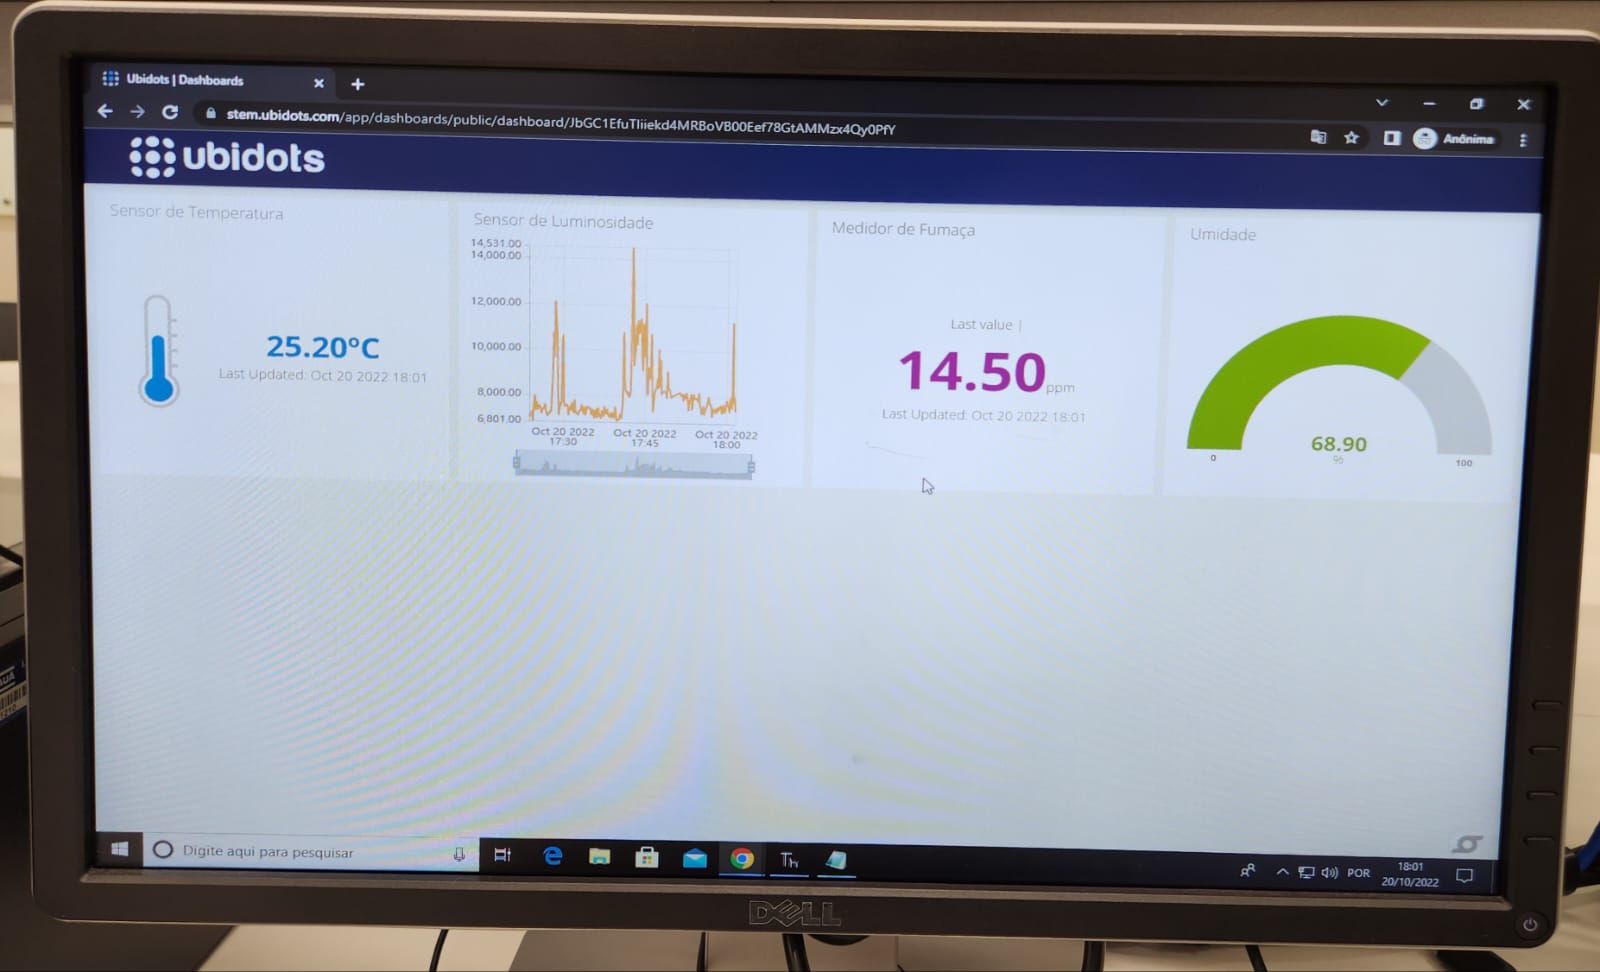 Ubidots | Dashboards
stem.ubidots.com/app/dashboards/public/dashboard/JbGC1EfuTliiekd4MRBoVB00Eef78GtAMMzx4Qy0PfY
Anônima
ubidots
Sensor de Temperatura
25.20°C
Last Updated: Oct 20 2022 18:01
Sensor de Luminosidade
14,531.00
14,000.00
12,000.00
10,000.00
8,000.00
6,801.00
Oct 20 2022 17:30
Oct 20 2022 17:45
Oct 20 2022 18:00
Medidor de Fumaça
Last value |
14.50 ppm
Last Updated: Oct 20 2022 18:01
Umidade
68.90
%
0
100
Digite aqui para pesquisar
POR
18:01
20/10/2022
DELL